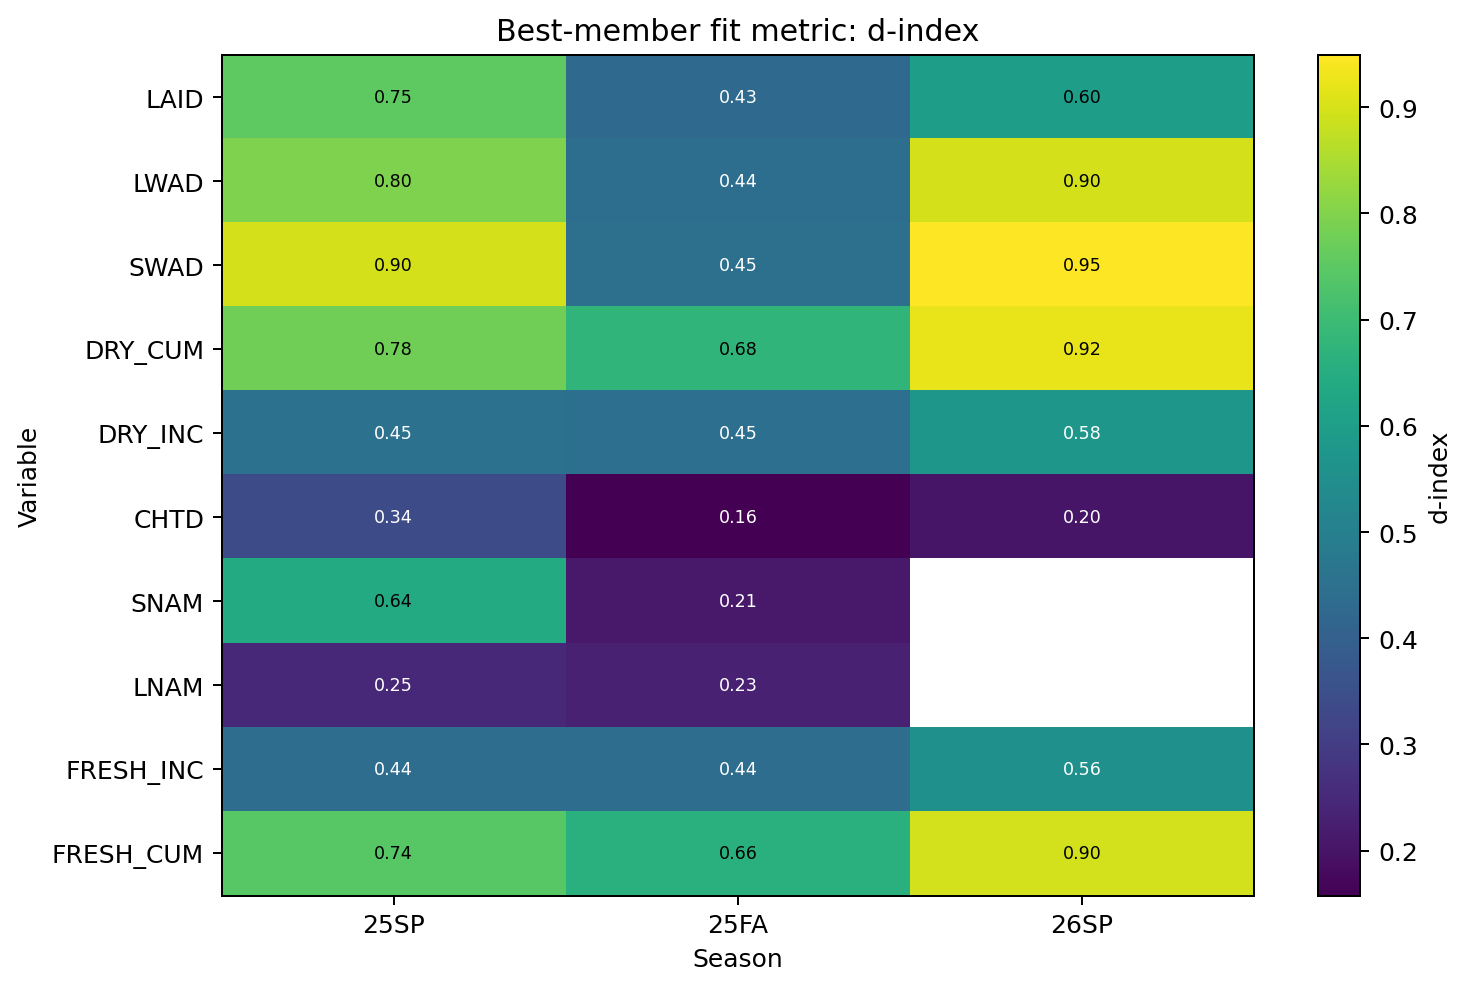 Best-member fit metric: d-index
LAID 0.75 0.43 0.60
LWAD 0.80 0.44 0.90
SWAD 0.90 0.45 0.95
DRY_CUM 0.78 0.68 0.92
DRY_INC 0.45 0.45 0.58
CHTD 0.34 0.16 0.20
SNAM 0.64 0.21
LNAM 0.25 0.23
FRESH_INC 0.44 0.44 0.56
FRESH_CUM 0.74 0.66 0.90
25SP 25FA 26SP
Season
Variable
0.9
0.8
0.7
0.6
0.5
0.4
0.3
0.2
d-index